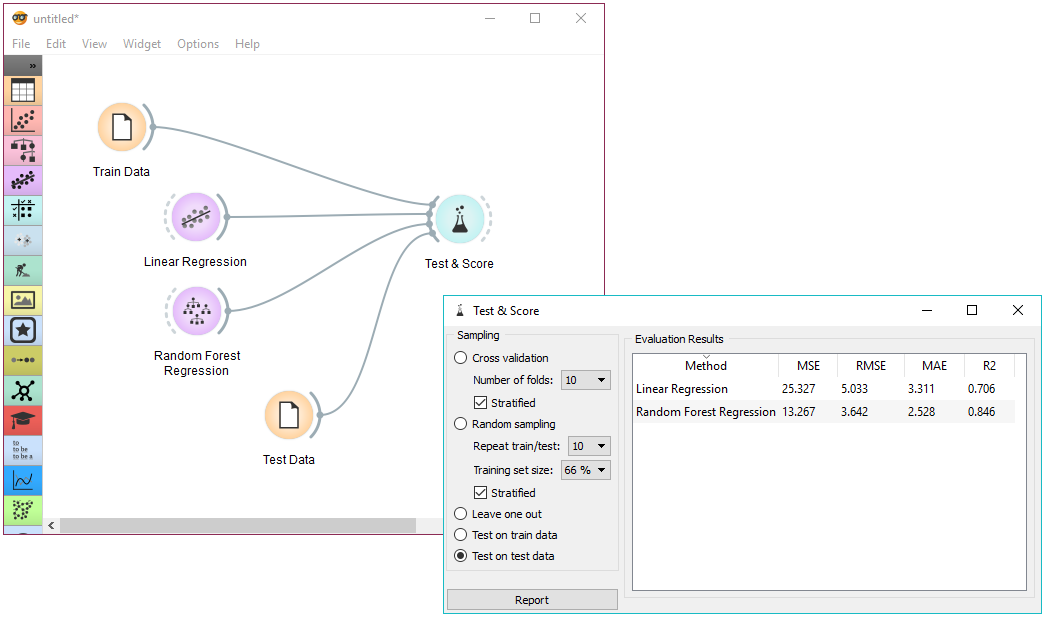 untitled*
File Edit View Widget Options Help
»
Train Data
Linear Regression
Test & Score
Random Forest
Regression
Test Data
to
to be
to be a
Test & Score
Sampling
Cross validation
Number of folds: 10
Stratified
Random sampling
Repeat train/test: 10
Training set size: 66 %
Stratified
Leave one out
Test on train data
Test on test data
Report
Evaluation Results
Method MSE RMSE MAE R2
Linear Regression 25.327 5.033 3.311 0.706
Random Forest Regression 13.267 3.642 2.528 0.846